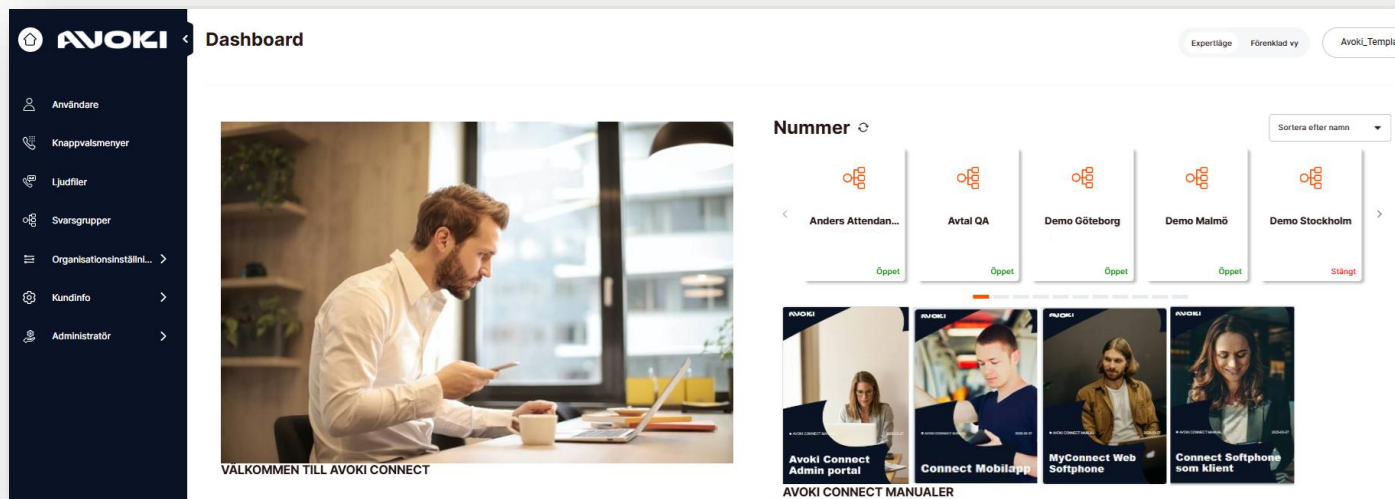 AVOKI
Dashboard
Expertläge Förenklad vy
Avoki_Templa
Användare
Knappvalsmenyer
Ljudfiler
Svarsgrupper
Organisationsinställni...
Kundinfo
Administratör
VÄLKOMMEN TILL AVOKI CONNECT
Nummer
Sortera efter namn
Anders Attendan...
Öppet
Avtal QA
Öppet
Demo Göteborg
Öppet
Demo Malmö
Öppet
Demo Stockholm
Stängt
AVOKI
Avoki Connect
Admin portal
AVOKI
Connect Mobilapp
AVOKI
MyConnect Web
Softphone
AVOKI
Connect Softphone
som klient
AVOKI CONNECT MANUALER